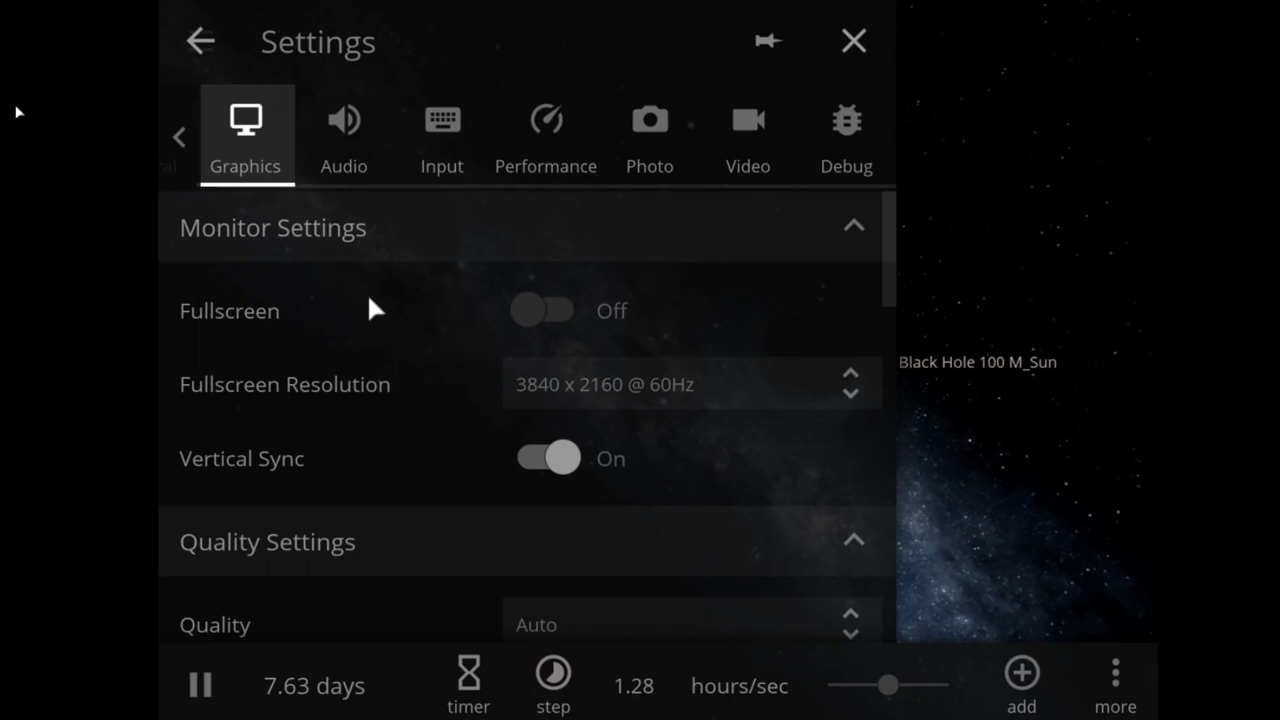 Settings
Graphics Audio Input Performance Photo Video Debug
Monitor Settings
Fullscreen Off
Black Hole 100 M_Sun
Fullscreen Resolution 3840 x 2160 @ 60Hz
Vertical Sync On
Quality Settings
Quality Auto
7.63 days timer step 1.28 hours/sec add more